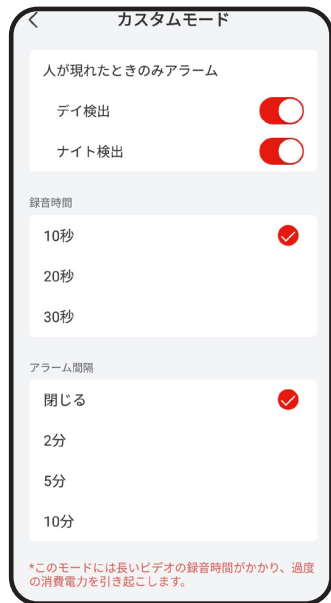 カスタムモード
人が現れたときのみアラーム
デイ検出
ナイト検出
録音時間
10秒
20秒
30秒
アラーム間隔
閉じる
2分
5分
10分
*このモードには長いビデオの録音時間がかかり、過度
の消費電力を引き起こします。